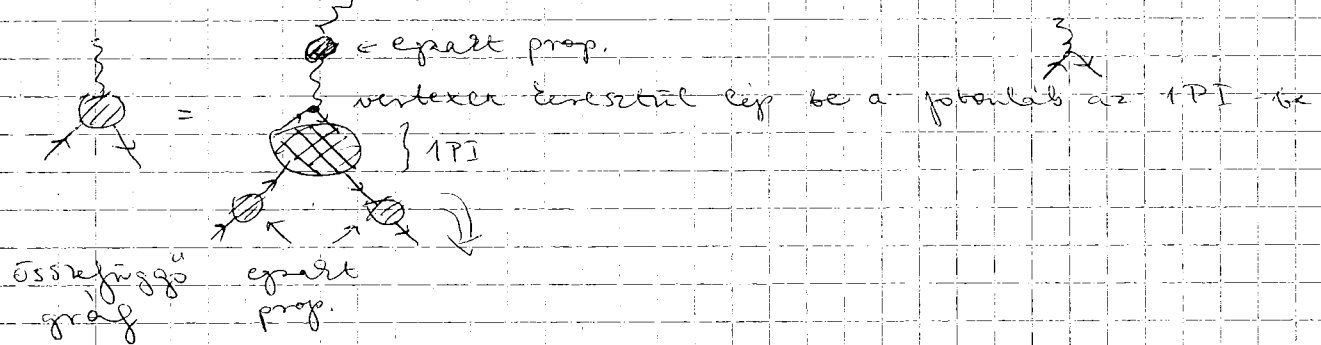 ← egzakt prop.
vertexen keresztül lép be a fotonláb az 1PI-be
=
} 1PI
összefüggő egzakt
gráf prop.